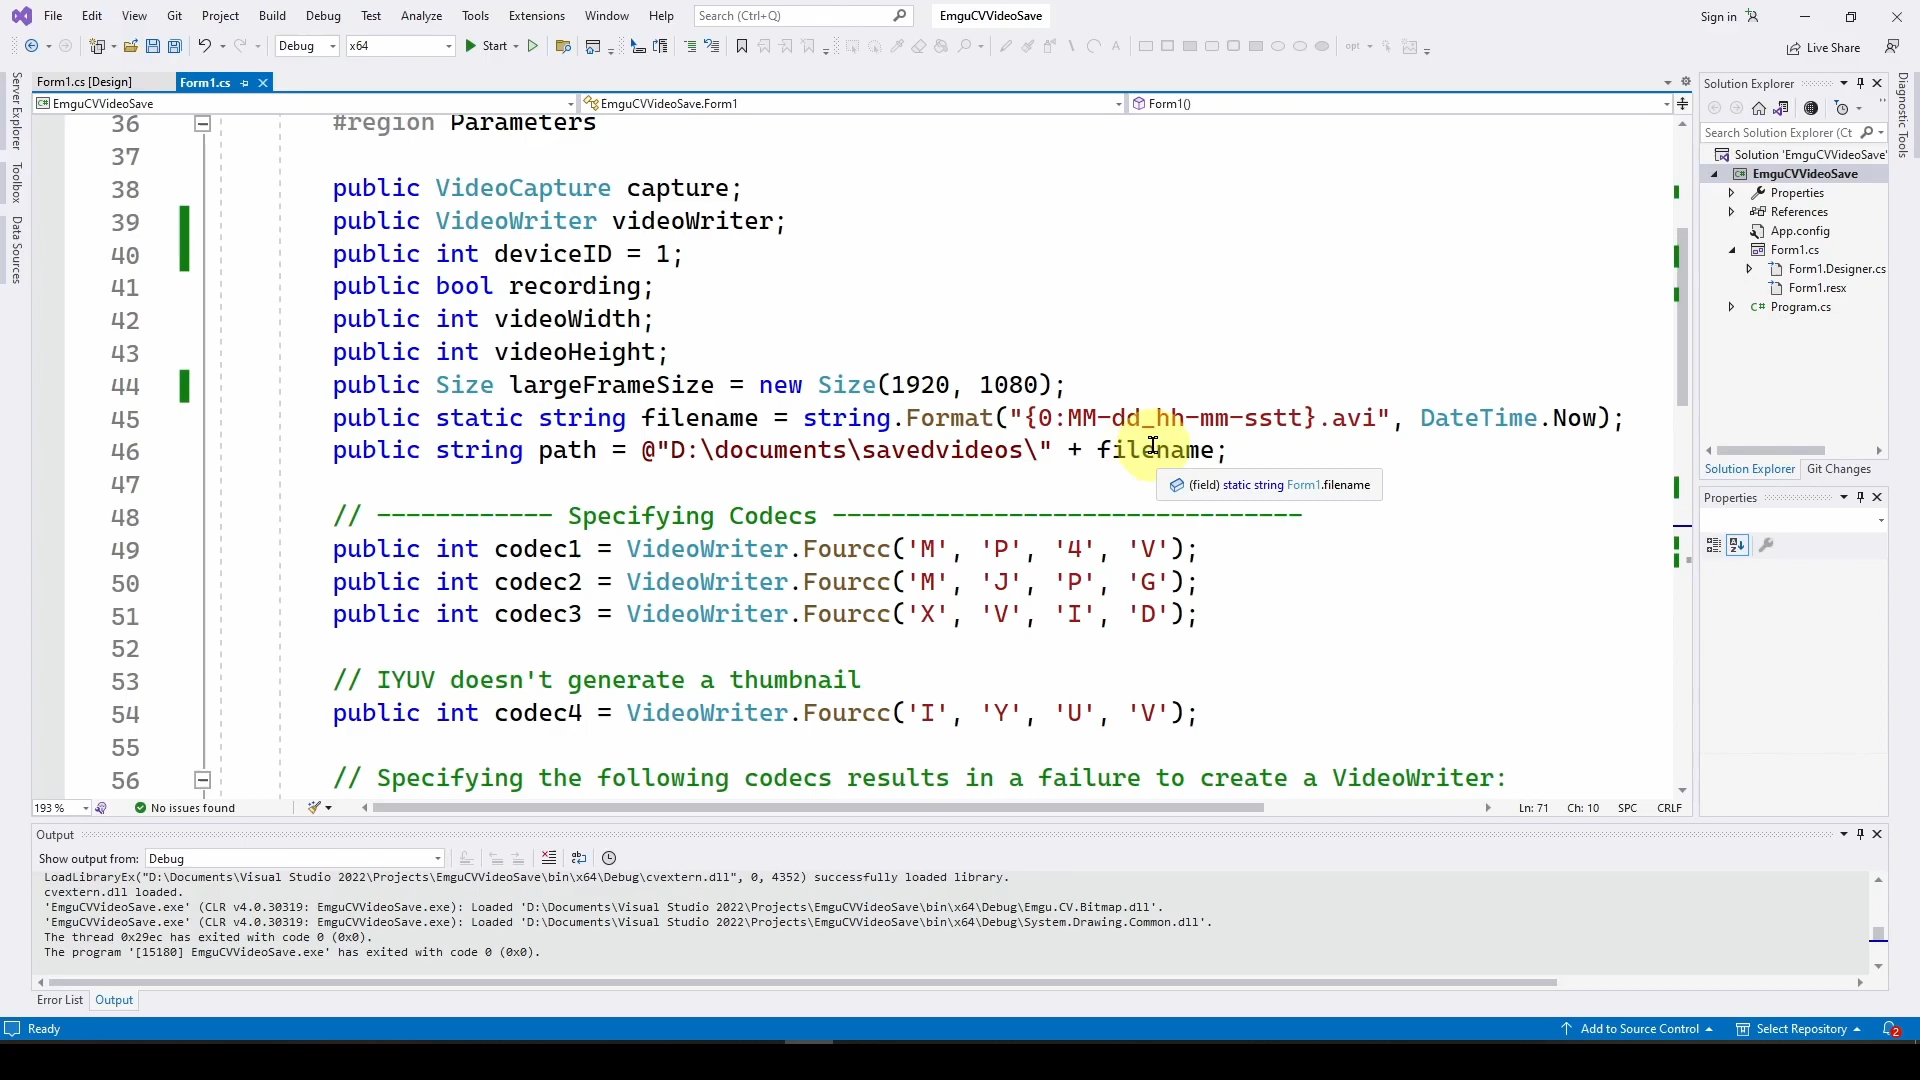 File Edit View Git Project Build Debug Test Analyze Tools Extensions Window Help Search (Ctrl+Q) EmguCVVideoSave Sign in
Debug x64 Start opt Live Share
Form1.cs [Design] Form1.cs
EmguCVVideoSave EmguCVVideoSave.Form1 Form1()
Server Explorer
Toolbox
Data Sources
36 #region Parameters
37
38 public VideoCapture capture;
39 public VideoWriter videoWriter;
40 public int deviceID = 1;
41 public bool recording;
42 public int videoWidth;
43 public int videoHeight;
44 public Size largeFrameSize = new Size(1920, 1080);
45 public static string filename = string.Format("{0:MM-dd_hh-mm-sstt}.avi", DateTime.Now);
46 public string path = @"D:\documents\savedvideos\" + filename;
(field) static string Form1.filename
47
48 // ------------ Specifying Codecs --------------------------------
49 public int codec1 = VideoWriter.Fourcc('M', 'P', '4', 'V');
50 public int codec2 = VideoWriter.Fourcc('M', 'J', 'P', 'G');
51 public int codec3 = VideoWriter.Fourcc('X', 'V', 'I', 'D');
52
53 // IYUV doesn't generate a thumbnail
54 public int codec4 = VideoWriter.Fourcc('I', 'Y', 'U', 'V');
55
56 // Specifying the following codecs results in a failure to create a VideoWriter:
193 % No issues found Ln: 71 Ch: 10 SPC CRLF
Solution Explorer
Search Solution Explorer (Ct
Solution 'EmguCVVideoSave'
C# EmguCVVideoSave
Properties
References
App.config
Form1.cs
Form1.Designer.cs
Form1.resx
C# Program.cs
Solution Explorer Git Changes
Properties
Diagnostic Tools
Output
Show output from: Debug
LoadLibraryEx("D:\Documents\Visual Studio 2022\Projects\EmguCVVideoSave\bin\x64\Debug\cvextern.dll", 0, 4352) successfully loaded library.
cvextern.dll loaded.
'EmguCVVideoSave.exe' (CLR v4.0.30319: EmguCVVideoSave.exe): Loaded 'D:\Documents\Visual Studio 2022\Projects\EmguCVVideoSave\bin\x64\Debug\Emgu.CV.Bitmap.dll'.
'EmguCVVideoSave.exe' (CLR v4.0.30319: EmguCVVideoSave.exe): Loaded 'D:\Documents\Visual Studio 2022\Projects\EmguCVVideoSave\bin\x64\Debug\System.Drawing.Common.dll'.
The thread 0x29ec has exited with code 0 (0x0).
The program '[15180] EmguCVVideoSave.exe' has exited with code 0 (0x0).
Error List Output
Ready Add to Source Control Select Repository 2